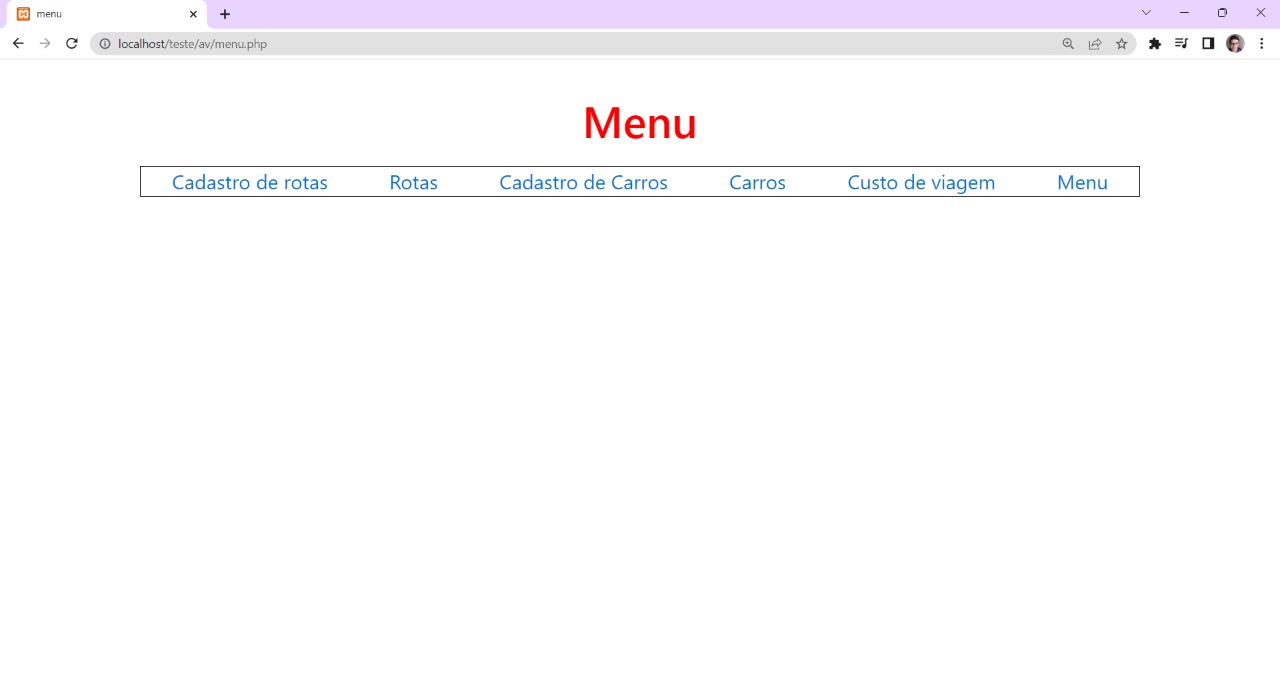 menu
localhost/teste/av/menu.php
Menu
Cadastro de rotas Rotas Cadastro de Carros Carros Custo de viagem Menu